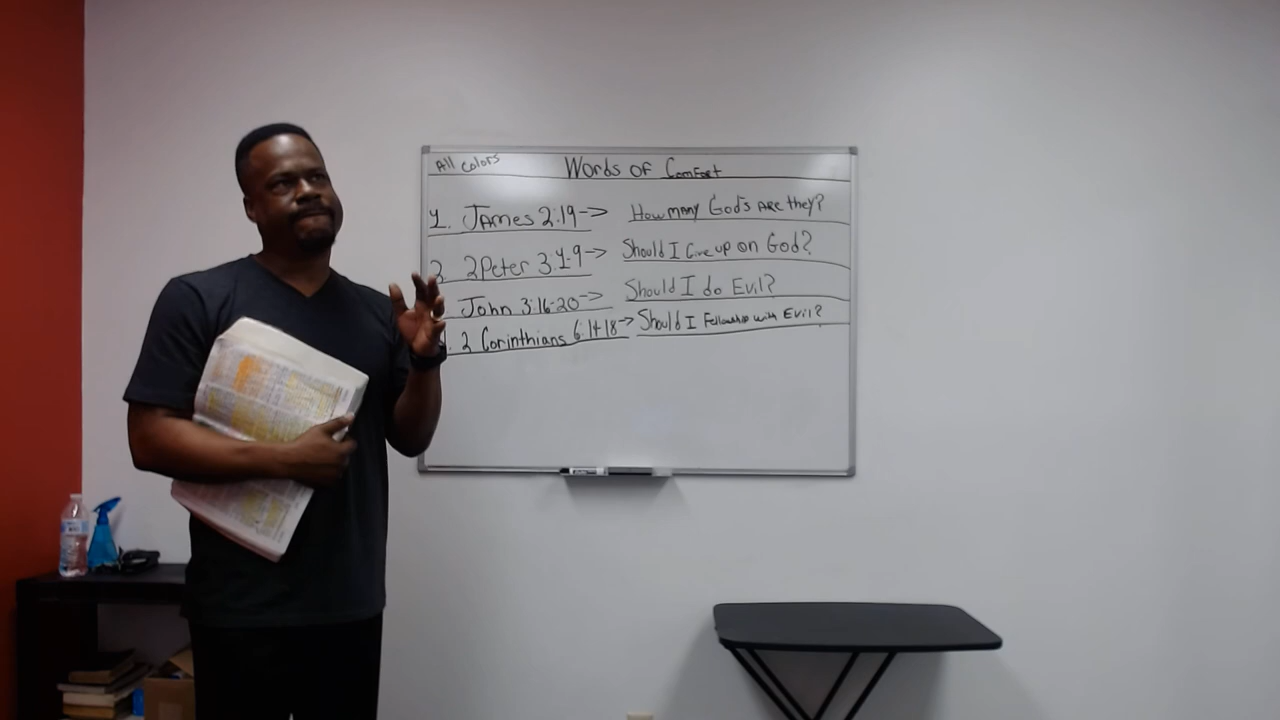 All Colors
Words of Comfort
1. James 2:19-> How many God's are they?
2. 2Peter 3:1-9-> Should I Give up on God?
John 3:16-20-> Should I do Evil?
2 Corinthians 6:14-18-> Should I Fellowship with Evil?